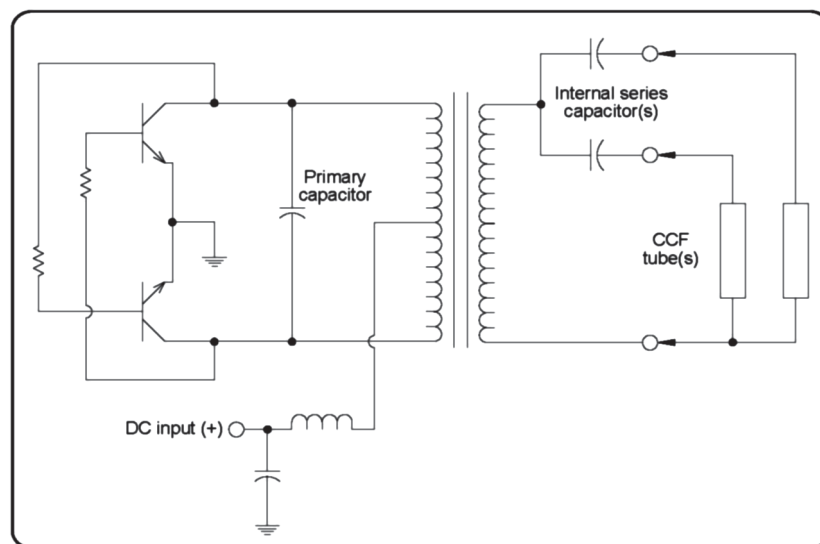 Internal series
capacitor(s)
Primary
capacitor
CCF
tube(s)
DC input (+)